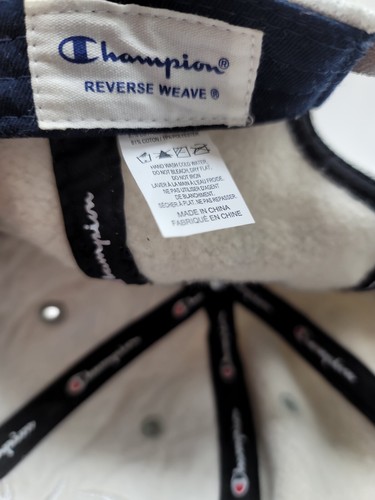 Champion®
REVERSE WEAVE ®
HAND WASH COLD WATER,
DO NOT BLEACH, DRY FLAT,
DO NOT IRON
LAVER À LA MAIN À L'EAU FROIDE,
NE PAS UTILISER D'AGENT
DE BLANCHIMENT,
SÉCHER À PLAT, NE PAS REPASSER.
MADE IN CHINA
FABRIQUÉ EN CHINE
Champion
Champion
Champion
Champion